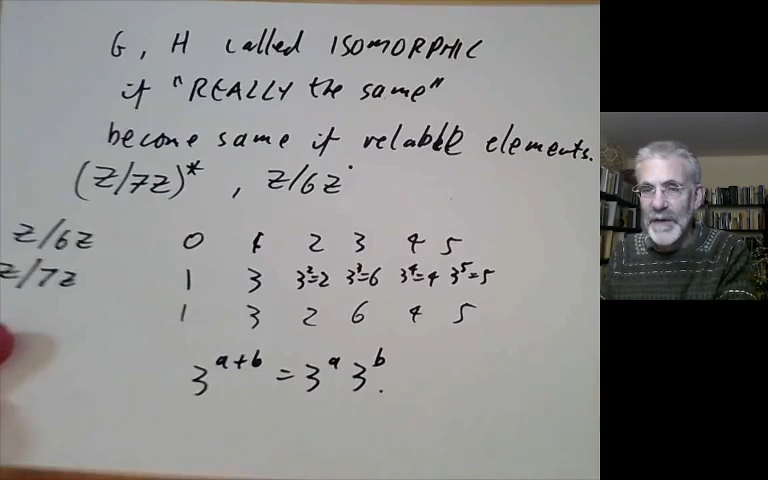 G, H called ISOMORPHIC
if "REALLY the same"
become same if relable elements.
(Z/7Z)*, Z/6Z
Z/6Z 0 1 2 3 4 5
Z/7Z 1 3 3²=2 3³=6 3⁴=4 3⁵=5
1 3 2 6 4 5
3^{a+b} = 3^a 3^b.